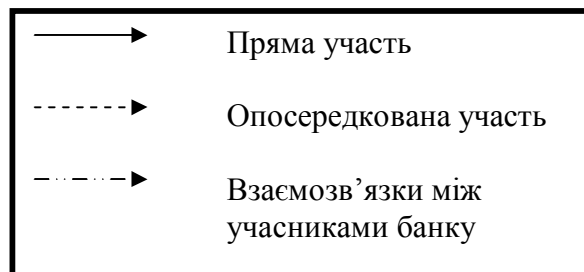 Пряма участь
Опосередкована участь
Взаємозв’язки між
учасниками банку